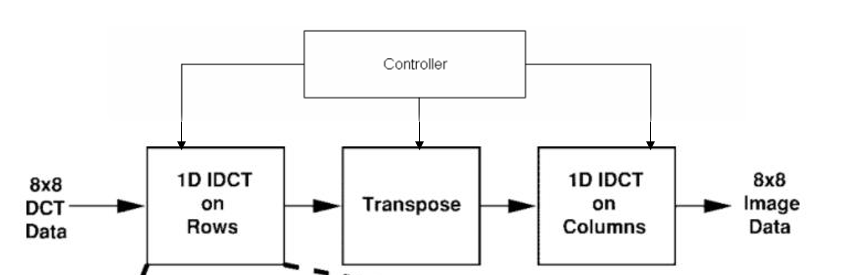 Controller
8x8
DCT
Data
1D IDCT
on
Rows
Transpose
1D IDCT
on
Columns
8x8
Image
Data